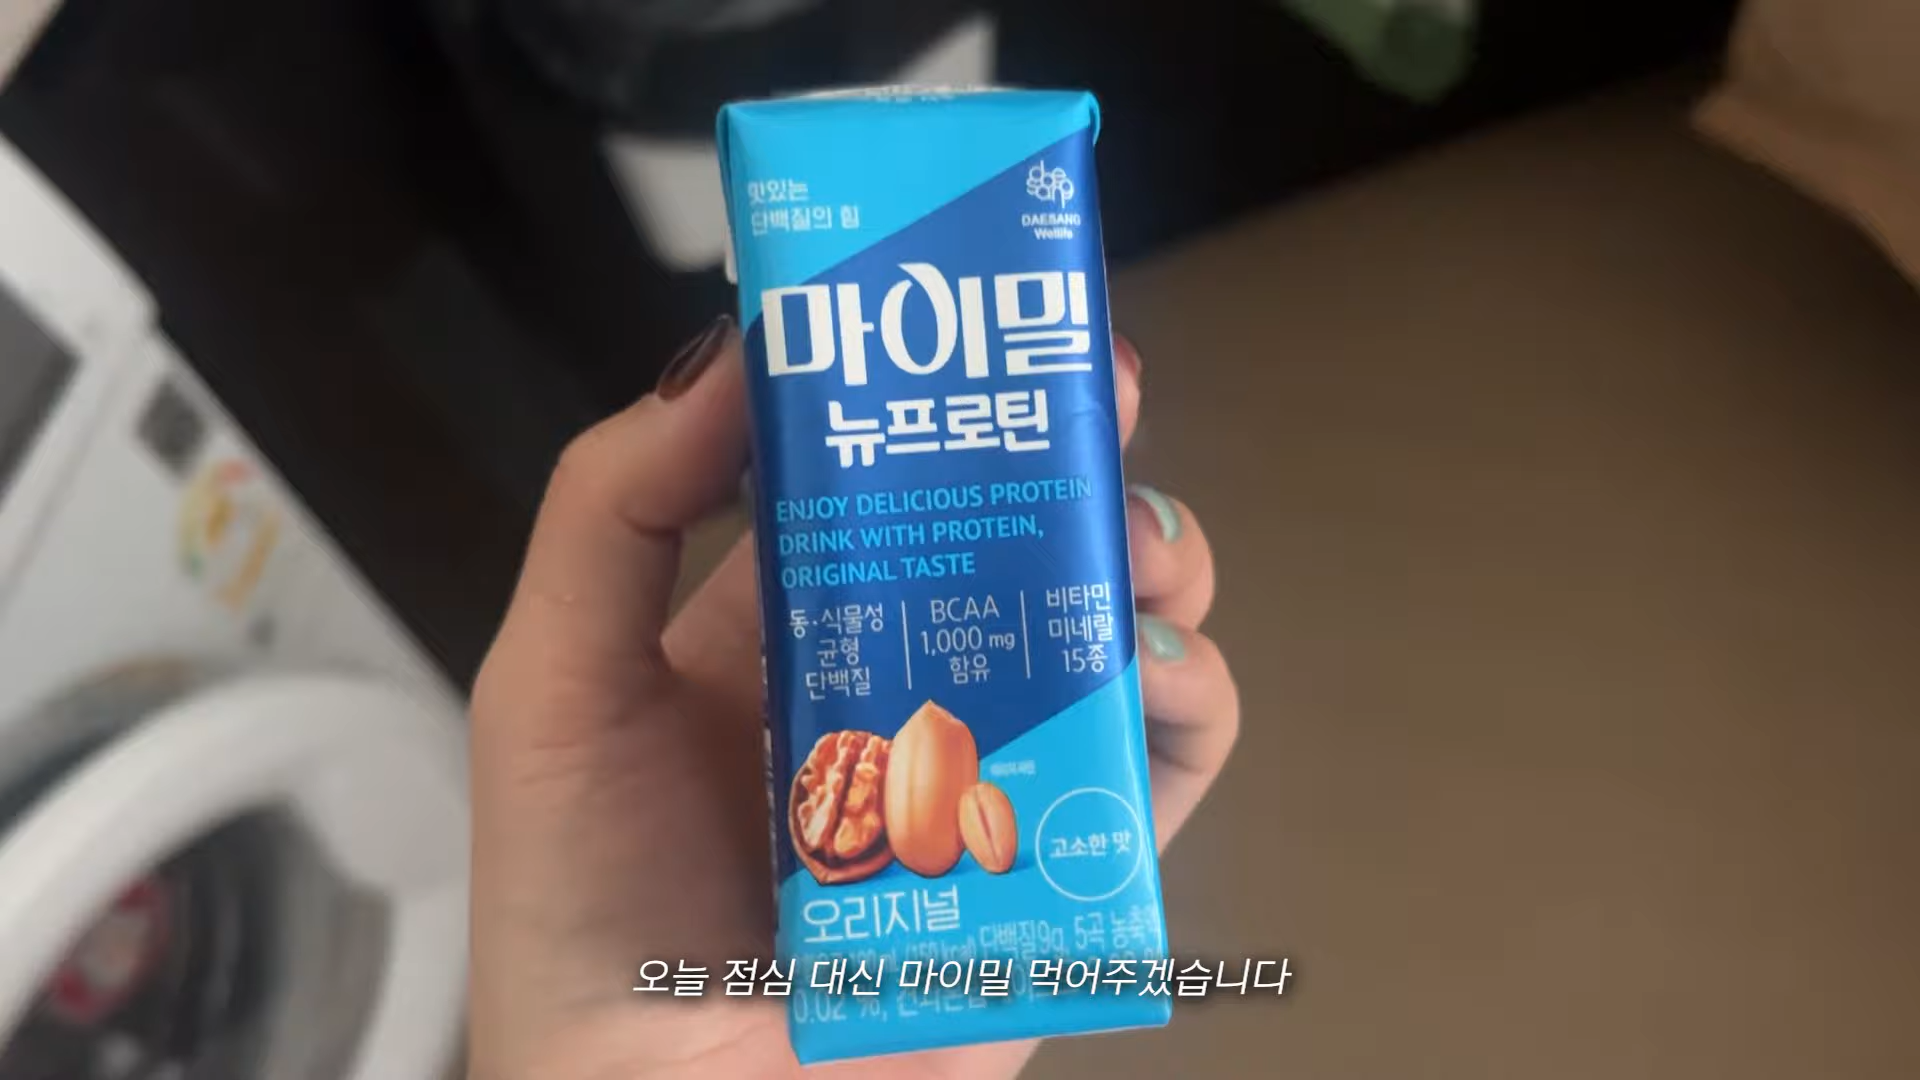 맛있는
단백질의 힘
daesang
DAESANG
Wellife
마이밀
뉴프로틴
ENJOY DELICIOUS PROTEIN
DRINK WITH PROTEIN,
ORIGINAL TASTE
동·식물성
균형
단백질
BCAA
1,000 mg
함유
비타민
미네랄
15종
고소한 맛
오리지널
단백질9g, 5곡
0.02 %,
오늘 점심 대신 마이밀 먹어주겠습니다